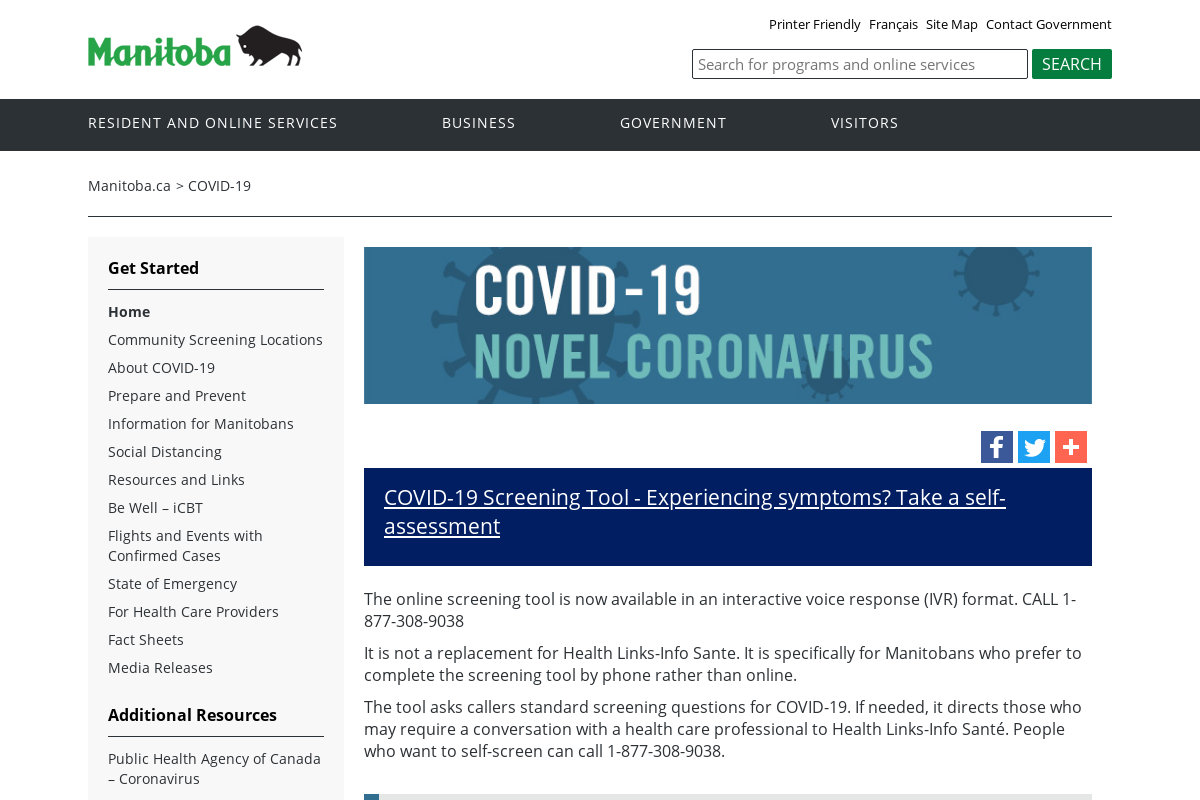 Manitoba
Printer Friendly Français Site Map Contact Government
Search for programs and online services SEARCH
RESIDENT AND ONLINE SERVICES BUSINESS GOVERNMENT VISITORS
Manitoba.ca > COVID-19
Get Started
Home
Community Screening Locations
About COVID-19
Prepare and Prevent
Information for Manitobans
Social Distancing
Resources and Links
Be Well – iCBT
Flights and Events with
Confirmed Cases
State of Emergency
For Health Care Providers
Fact Sheets
Media Releases
Additional Resources
Public Health Agency of Canada
– Coronavirus
COVID-19
NOVEL CORONAVIRUS
COVID-19 Screening Tool - Experiencing symptoms? Take a self-
assessment
The online screening tool is now available in an interactive voice response (IVR) format. CALL 1-
877-308-9038
It is not a replacement for Health Links-Info Sante. It is specifically for Manitobans who prefer to
complete the screening tool by phone rather than online.
The tool asks callers standard screening questions for COVID-19. If needed, it directs those who
may require a conversation with a health care professional to Health Links-Info Santé. People
who want to self-screen can call 1-877-308-9038.